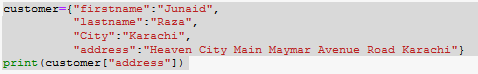 customer={"firstname":"Junaid",
"lastname":"Raza",
"City":"Karachi",
"address":"Heaven City Main Maymar Avenue Road Karachi"}
print(customer["address"])